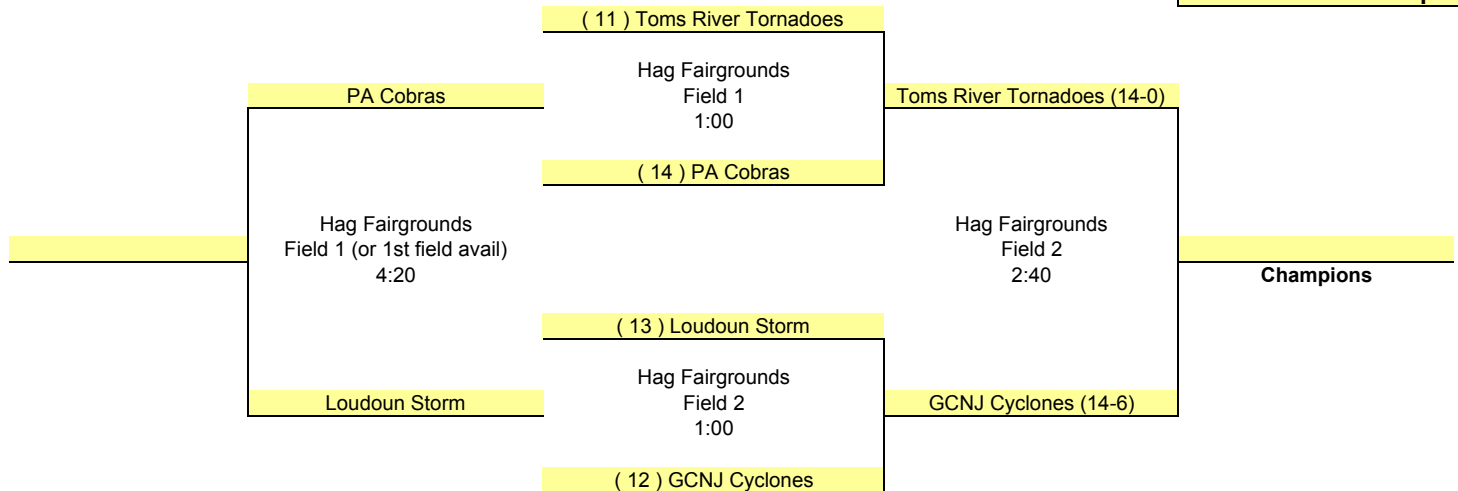 ( 11 ) Toms River Tornadoes
Hag Fairgrounds
PA Cobras
Field 1
Toms River Tornadoes (14-0)
1:00
( 14 ) PA Cobras
Hag Fairgrounds
Hag Fairgrounds
Field 1 (or 1st field avail)
Field 2
4:20
2:40
Champions
( 13 ) Loudoun Storm
Hag Fairgrounds
Loudoun Storm
Field 2
GCNJ Cyclones (14-6)
1:00
( 12 ) GCNJ Cyclones